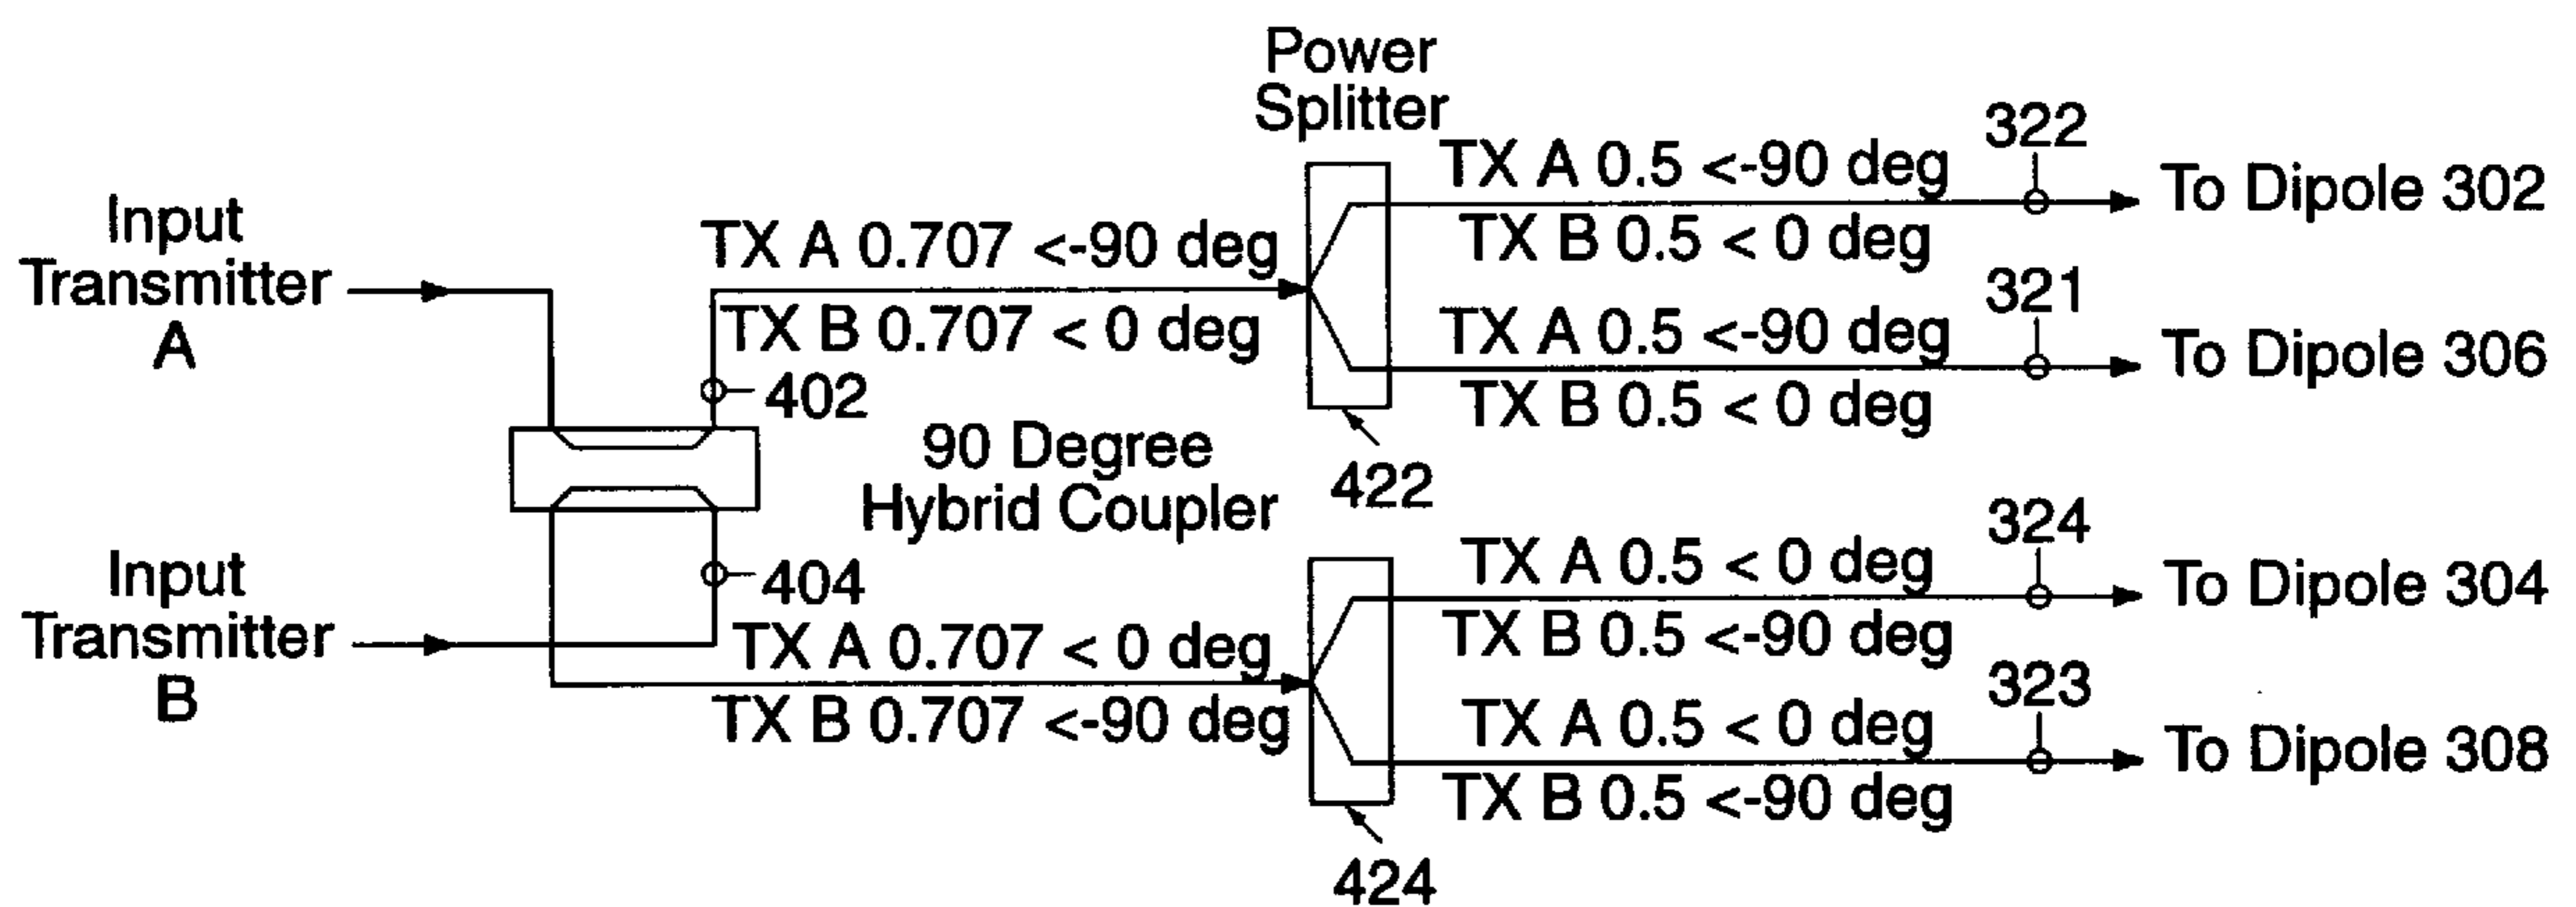 Power
Splitter
322
TX A 0.5 <-90 deg
To Dipole 302
TX B 0.5 < 0 deg
Input
Transmitter
A
TX A 0.707 <-90 deg
TX B 0.707 < 0 deg
321
TX A 0.5 <-90 deg
To Dipole 306
TX B 0.5 < 0 deg
402
90 Degree
Hybrid Coupler
422
Input
Transmitter
B
404
324
TX A 0.5 < 0 deg
To Dipole 304
TX B 0.5 <-90 deg
TX A 0.707 < 0 deg
TX B 0.707 <-90 deg
323
TX A 0.5 < 0 deg
To Dipole 308
TX B 0.5 <-90 deg
424